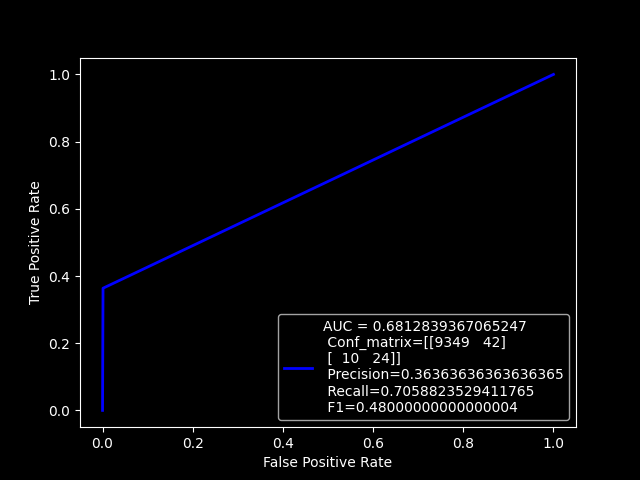 1.0
0.8
0.6
0.4
0.2
0.0
True Positive Rate
AUC = 0.6812839367065247
Conf_matrix=[[9349   42]
[  10   24]]
Precision=0.36363636363636365
Recall=0.7058823529411765
F1=0.48000000000000004
0.0 0.2 0.4 0.6 0.8 1.0
False Positive Rate